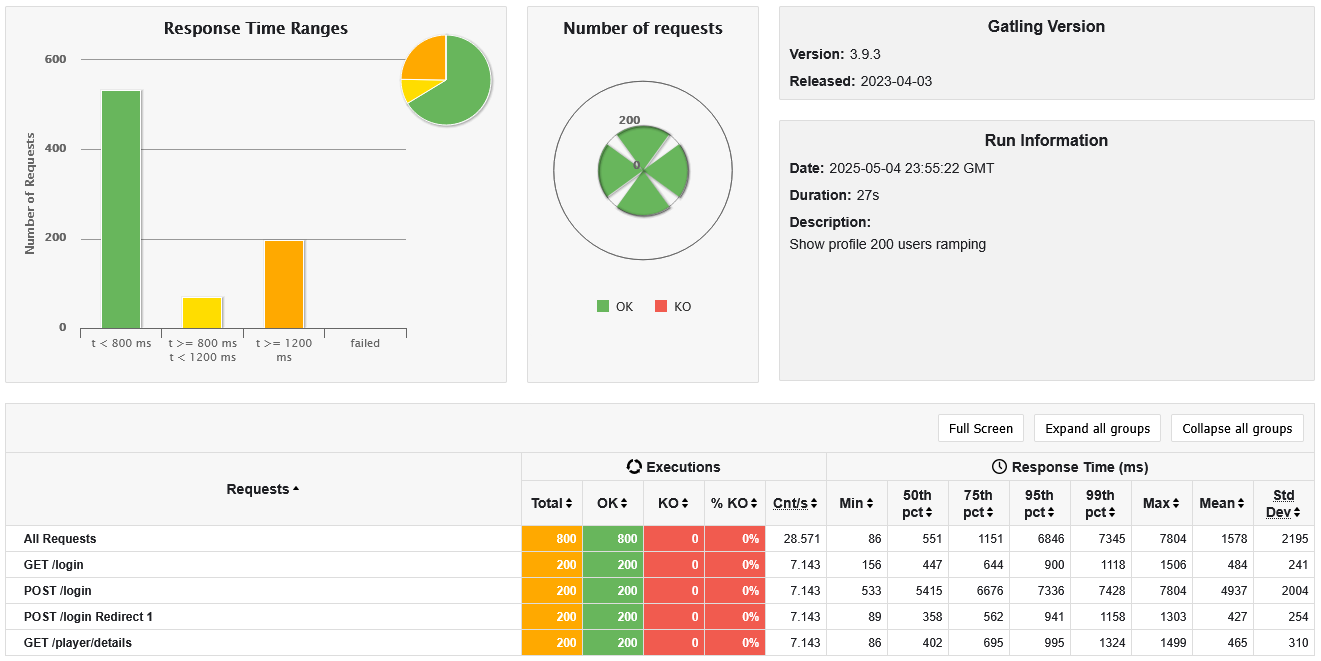 Response Time Ranges
600
400
200
0
Number of Requests
t < 800 ms
t >= 800 ms
t < 1200 ms
t >= 1200
ms
failed
Number of requests
200
0
OK
KO
Gatling Version
Version: 3.9.3
Released: 2023-04-03
Run Information
Date: 2025-05-04 23:55:22 GMT
Duration: 27s
Description:
Show profile 200 users ramping
Full Screen Expand all groups Collapse all groups
Requests
Executions
Response Time (ms)
Total OK KO % KO Cnt/s Min 50th pct 75th pct 95th pct 99th pct Max Mean Std Dev
All Requests 800 800 0 0% 28.571 86 551 1151 6846 7345 7804 1578 2195
GET /login 200 200 0 0% 7.143 156 447 644 900 1118 1506 484 241
POST /login 200 200 0 0% 7.143 533 5415 6676 7336 7428 7804 4937 2004
POST /login Redirect 1 200 200 0 0% 7.143 89 358 562 941 1158 1303 427 254
GET /player/details 200 200 0 0% 7.143 86 402 695 995 1324 1499 465 310